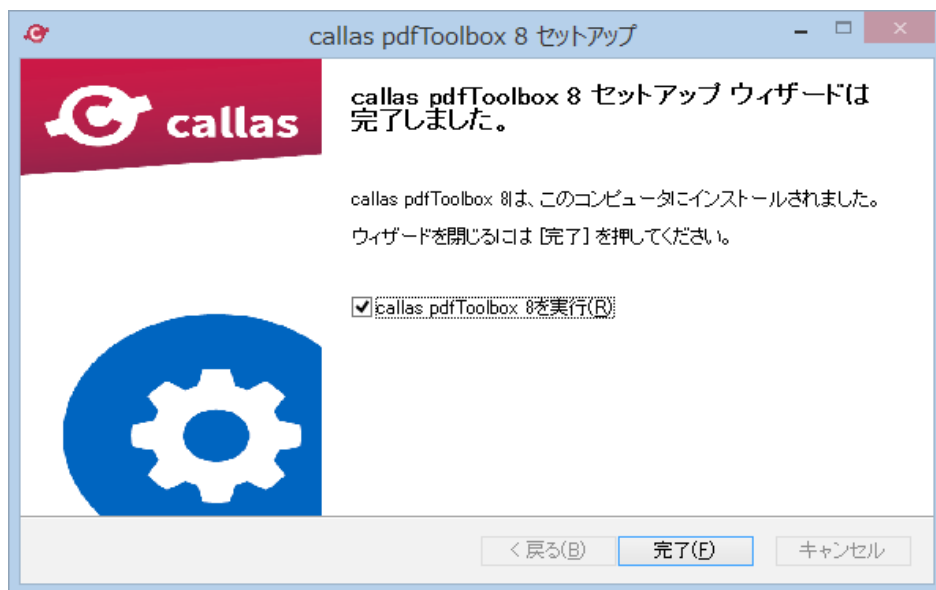 callas pdfToolbox 8 セットアップ
callas
callas pdfToolbox 8 セットアップ ウィザードは
完了しました。
callas pdfToolbox 8は、このコンピュータにインストールされました。
ウィザードを閉じるには [完了] を押してください。
callas pdfToolbox 8を実行(R)
< 戻る(B)
完了(F)
キャンセル